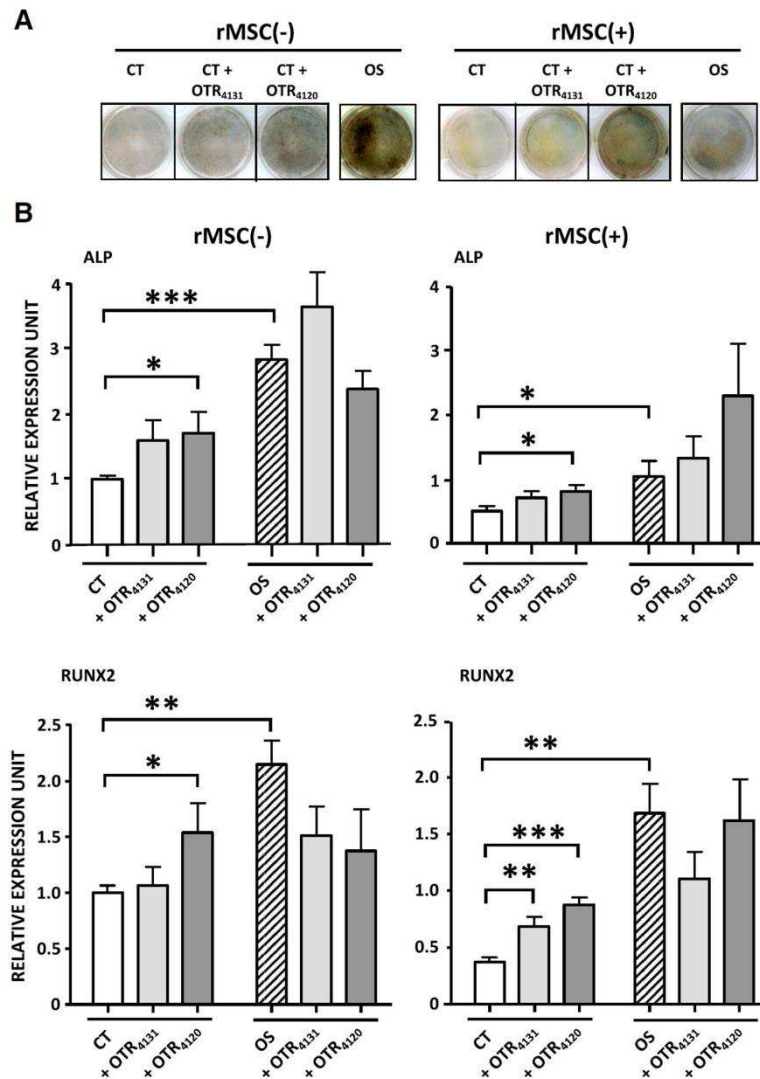 A
rMSC(-) rMSC(+)
CT CT + OTR4131 CT + OTR4120 OS CT CT + OTR4131 CT + OTR4120 OS
B
rMSC(-) rMSC(+)
ALP
RELATIVE EXPRESSION UNIT
4
3
2
1
0
***
*
CT
+ OTR4131
+ OTR4120
OS
+ OTR4131
+ OTR4120
ALP
4
3
2
1
0
*
*
CT
+ OTR4131
+ OTR4120
OS
+ OTR4131
+ OTR4120
RUNX2
RELATIVE EXPRESSION UNIT
2.5
2.0
1.5
1.0
0.5
0
**
*
CT
+ OTR4131
+ OTR4120
OS
+ OTR4131
+ OTR4120
RUNX2
2.5
2.0
1.5
1.0
0.5
0
**
***
**
CT
+ OTR4131
+ OTR4120
OS
+ OTR4131
+ OTR4120